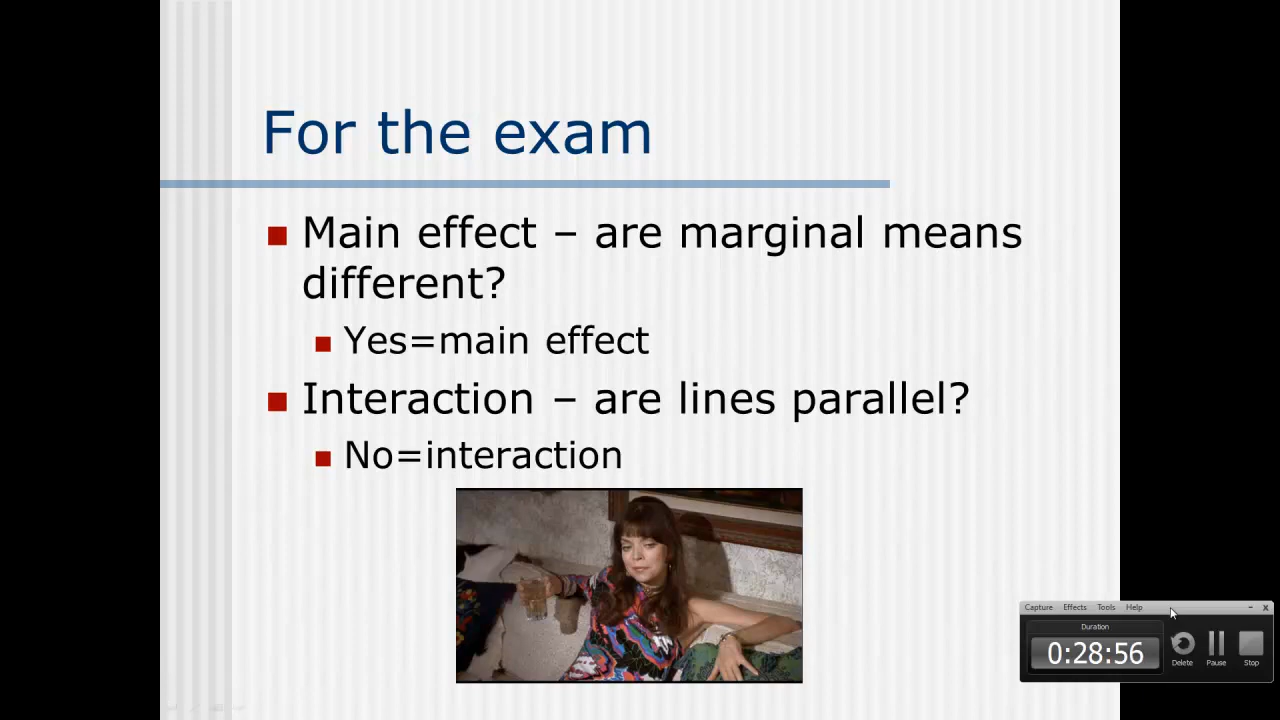 For the exam
Main effect – are marginal means
different?
Yes=main effect
Interaction – are lines parallel?
No=interaction
Capture Effects Tools Help
Duration
0:28:56
Delete Pause Stop